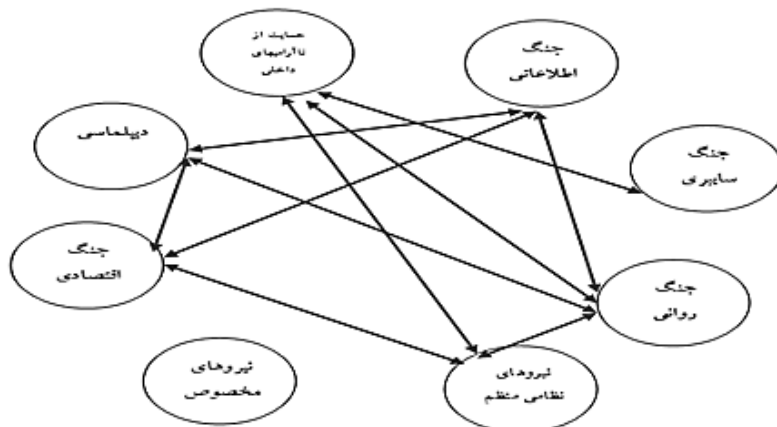 حمایت از
ناآرامیهای
داخلی
جنگ
اطلاعاتی
دیپلماسی
جنگ
سایبری
جنگ
اقتصادی
جنگ
روانی
نیروهای
مخصوص
نیروهای
نظامی منظم